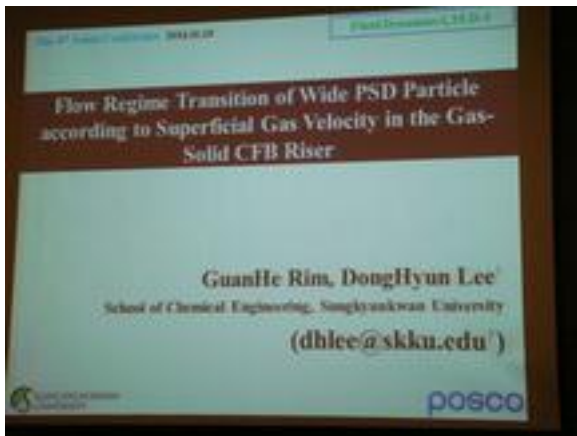 Flow Regime Transition of Wide PSD Particle
according to Superficial Gas Velocity in the Gas-
Solid CFB Riser
GuanHe Rim, DongHyun Lee
School of Chemical Engineering, Sungkyunkwan University
(dhlee@skku.edu†)
UNIVERSITY
posco